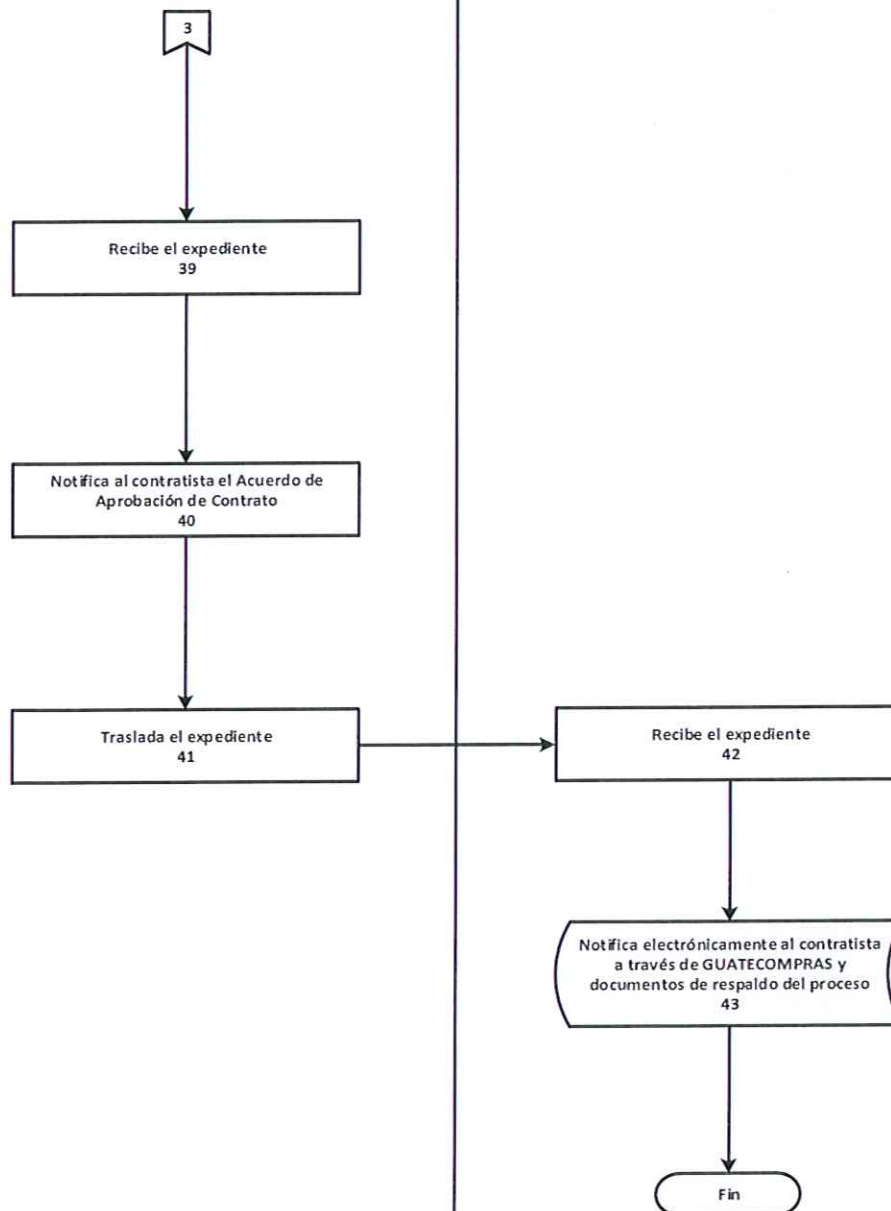 3
Recibe el expediente
39
Notifica al contratista el Acuerdo de
Aprobación de Contrato
40
Traslada el expediente
41
Recibe el expediente
42
Notifica electrónicamente al contratista
a través de GUATECOMPRAS y
documentos de respaldo del proceso
43
Fin